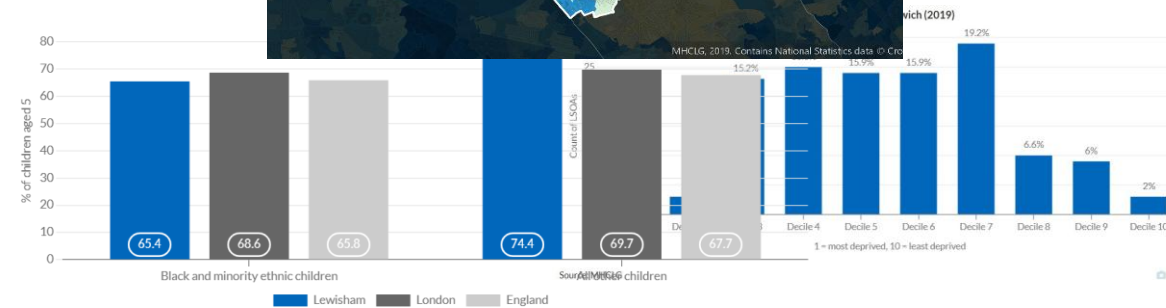 wich (2019)
MHCLG, 2019. Contains National Statistics data © Cro
80
70
60
50
40
30
20
10
0
% of children aged 5
65.4
68.6
65.8
74.4
69.7
67.7
Black and minority ethnic children
other children
Lewisham
London
England
25
Count of LSOAs
15.2%
15.9%
15.9%
19.2%
6.6%
6%
2%
De
3
Decile 4
Decile 5
Decile 6
Decile 7
Decile 8
Decile 9
Decile 10
1 = most deprived, 10 = least deprived